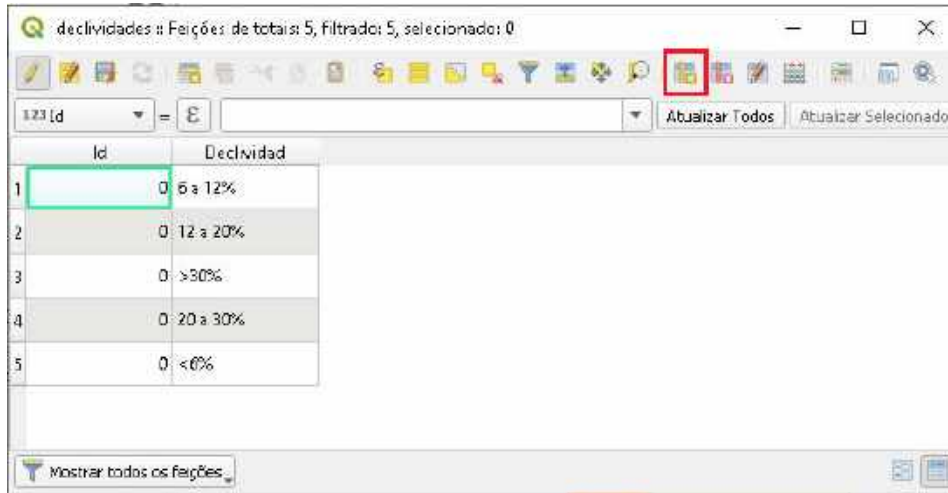 declividades :: Feições de totais: 5, filtrado: 5, selecionado: 0
123 Id = ε Atualizar Todos Atualizar Selecionado
Id Declividad
1 0 6 a 12%
2 0 12 a 20%
3 0 >30%
4 0 20 a 30%
5 0 <6%
Mostrar todos os feições